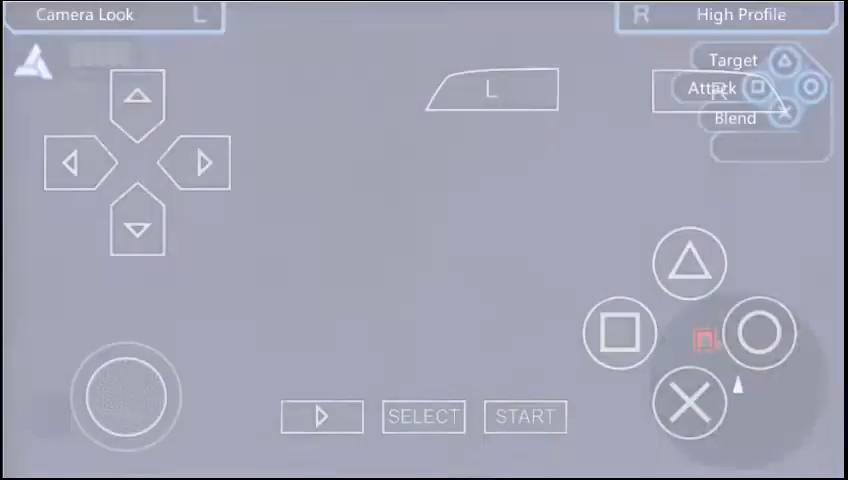 Camera Look L
R High Profile
Target
L
Attack
R
Blend
SELECT
START